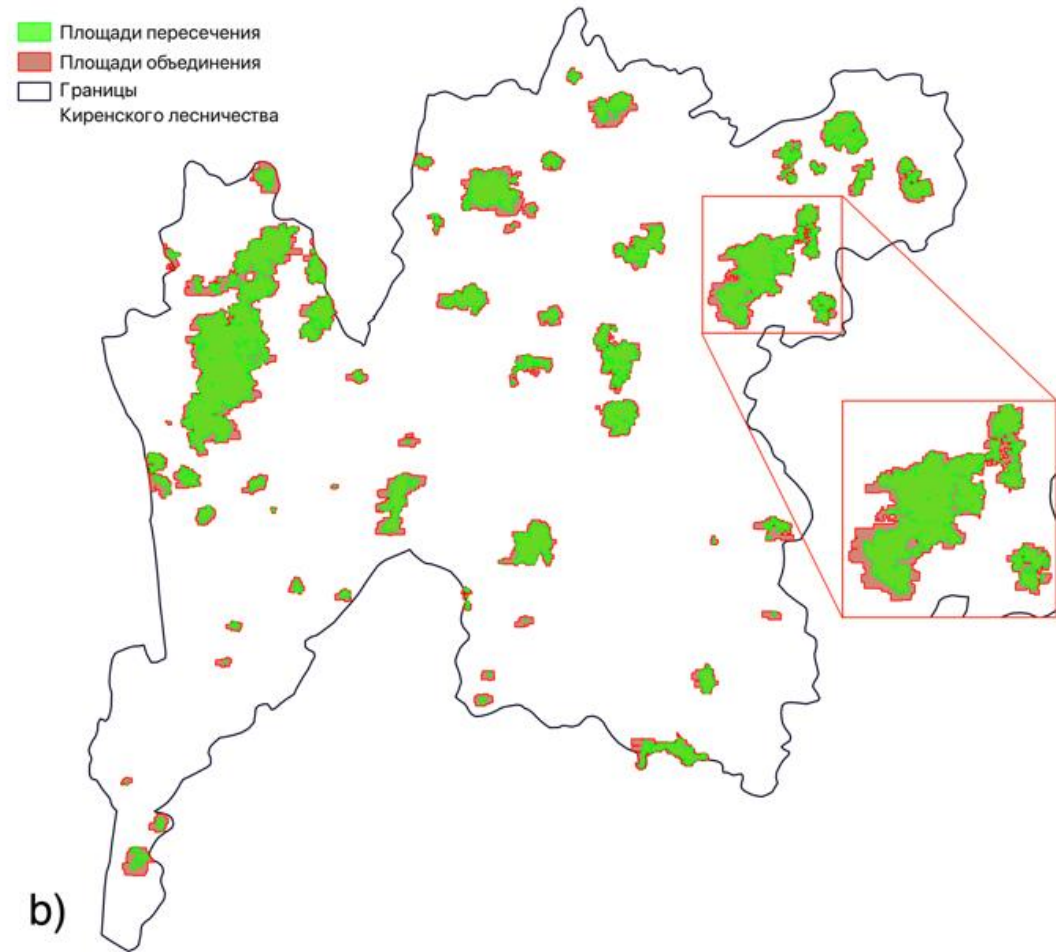 Площади пересечения
Площади объединения
Границы
Киренского лесничества
b)